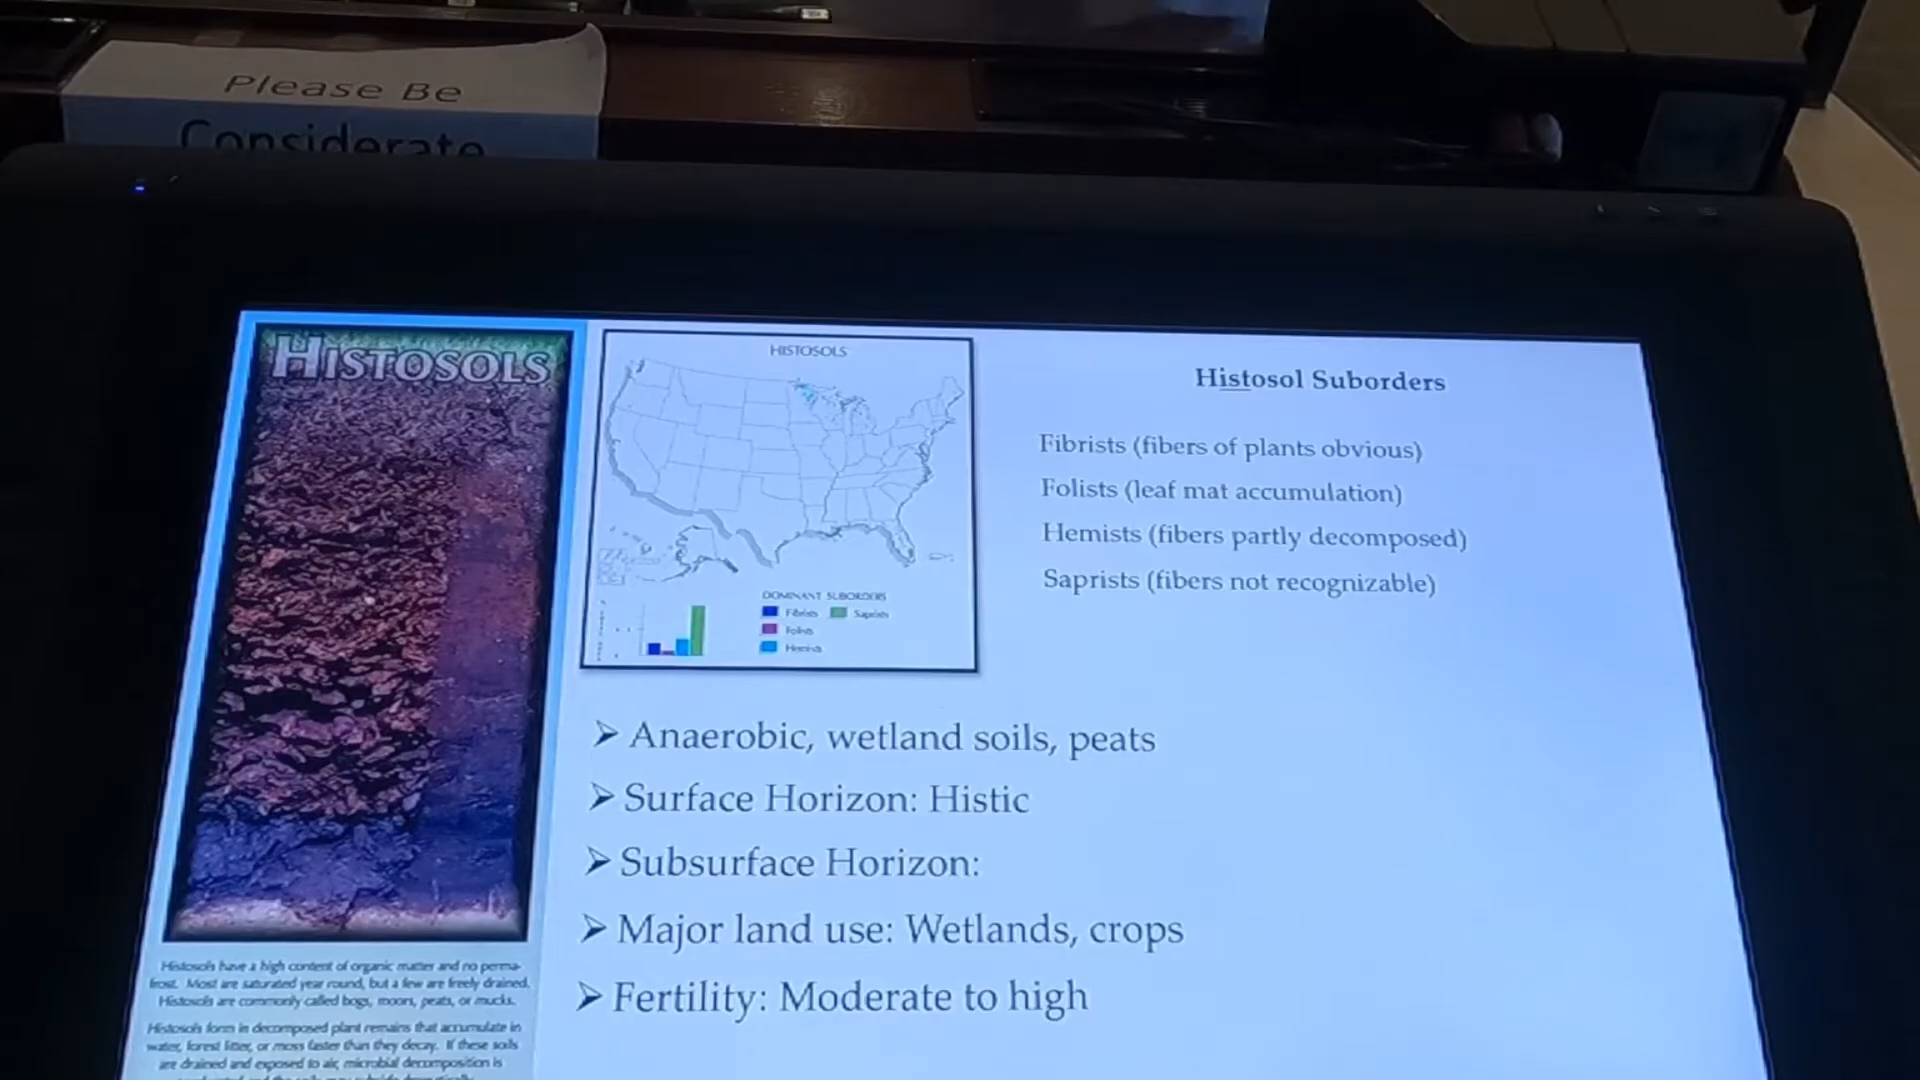 Please Be
Considerate
HISTOSOLS
Histosols have a high content of organic matter and no perma-
frost. Most are saturated year round, but a few are freely drained.
Histosols are commonly called bogs, moors, peats, or mucks.
Histosols form in decomposed plant remains that accumulate in
water, forest litter, or moss faster than they decay. If these soils
are drained and exposed to air, microbial decomposition is
HISTOSOLS
DOMINANT SUBORDERS
Fibrists
Saprists
Folists
Hemists
Histosol Suborders
Fibrists (fibers of plants obvious)
Folists (leaf mat accumulation)
Hemists (fibers partly decomposed)
Saprists (fibers not recognizable)
➢ Anaerobic, wetland soils, peats
➢ Surface Horizon: Histic
➢ Subsurface Horizon:
➢ Major land use: Wetlands, crops
➢ Fertility: Moderate to high